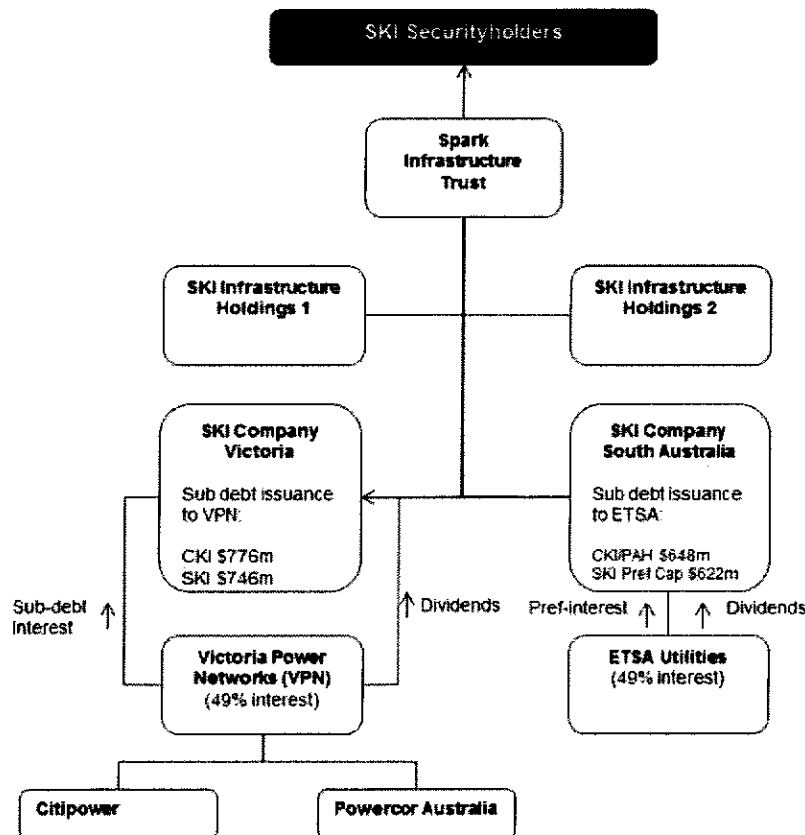 SKI Securityholders
Spark
Infrastructure
Trust
SKI Infrastructure
Holdings 1
SKI Infrastructure
Holdings 2
SKI Company
Victoria
Sub debt issuance
to VPN:
CKI $776m
SKI $746m
SKI Company
South Australia
Sub debt issuance
to ETSA:
CKI/PAH $648m
SKI Pref Cap $622m
Sub-debt
Interest
Dividends
Pref-interest
Dividends
Victoria Power
Networks (VPN)
(49% interest)
ETSA Utilities
(49% interest)
Citipower
Powercor Australia